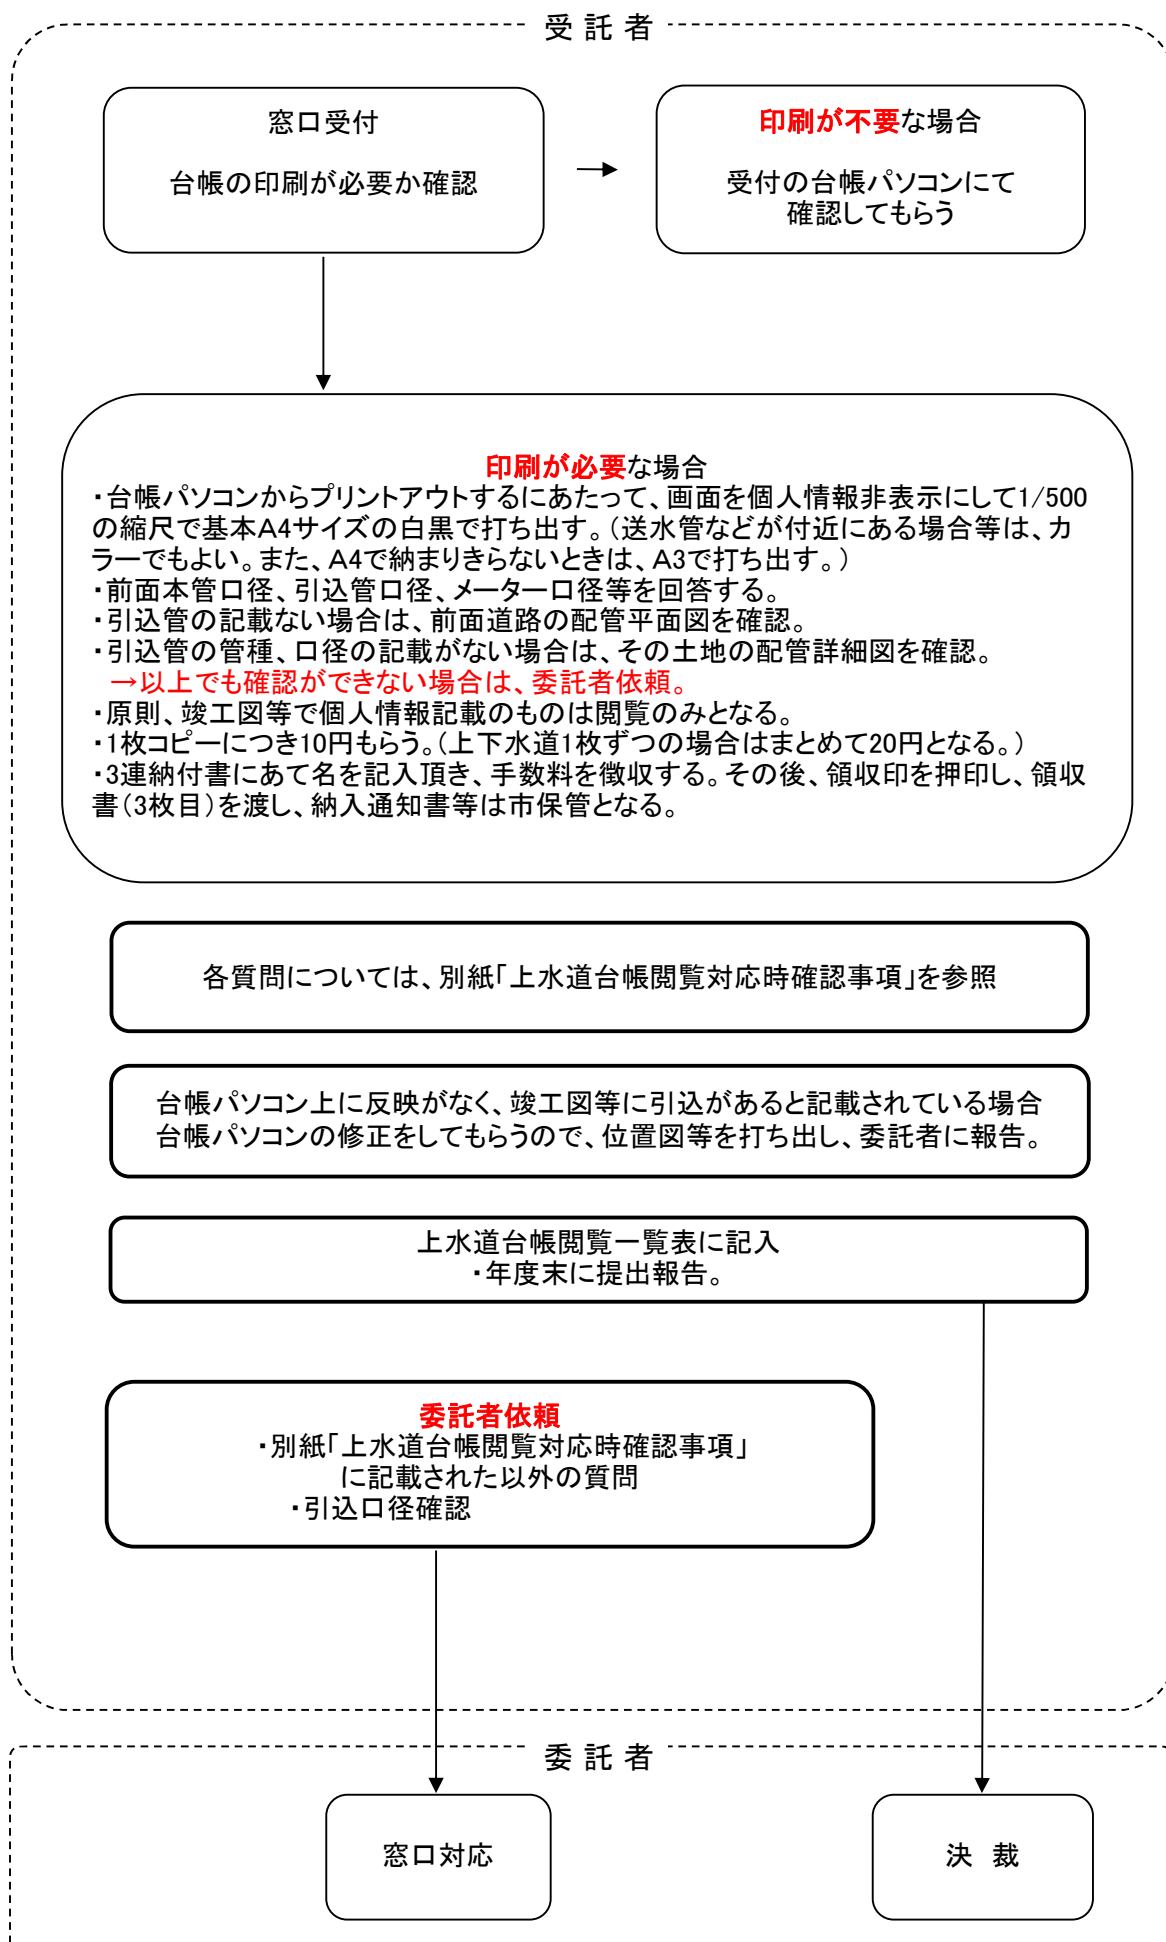 受託者
窓口受付
台帳の印刷が必要か確認
印刷が不要な場合
受付の台帳パソコンにて
確認してもらう
印刷が必要な場合
・台帳パソコンからプリントアウトするにあたって、画面を個人情報非表示にして1/500
の縮尺で基本A4サイズの白黒で打ち出す。（送水管などが付近にある場合等は、カ
ラーでもよい。また、A4で納まりきらないときは、A3で打ち出す。）
・前面本管口径、引込管口径、メーター口径等を回答する。
・引込管の記載ない場合は、前面道路の配管平面図を確認。
・引込管の管種、口径の記載がない場合は、その土地の配管詳細図を確認。
→以上でも確認ができない場合は、委託者依頼。
・原則、竣工図等で個人情報記載のものは閲覧のみとなる。
・1枚コピーにつき10円もらう。（上下水道1枚ずつの場合はまとめて20円となる。）
・3連納付書にあて名を記入頂き、手数料を徴収する。その後、領収印を押印し、領収
書（3枚目）を渡し、納入通知書等は市保管となる。
各質問については、別紙「上水道台帳閲覧対応時確認事項」を参照
台帳パソコン上に反映がなく、竣工図等に引込があると記載されている場合
台帳パソコンの修正をしてもらうので、位置図等を打ち出し、委託者に報告。
上水道台帳閲覧一覧表に記入
・年度末に提出報告。
委託者依頼
・別紙「上水道台帳閲覧対応時確認事項」
に記載された以外の質問
・引込口径確認
委託者
窓口対応
決　裁